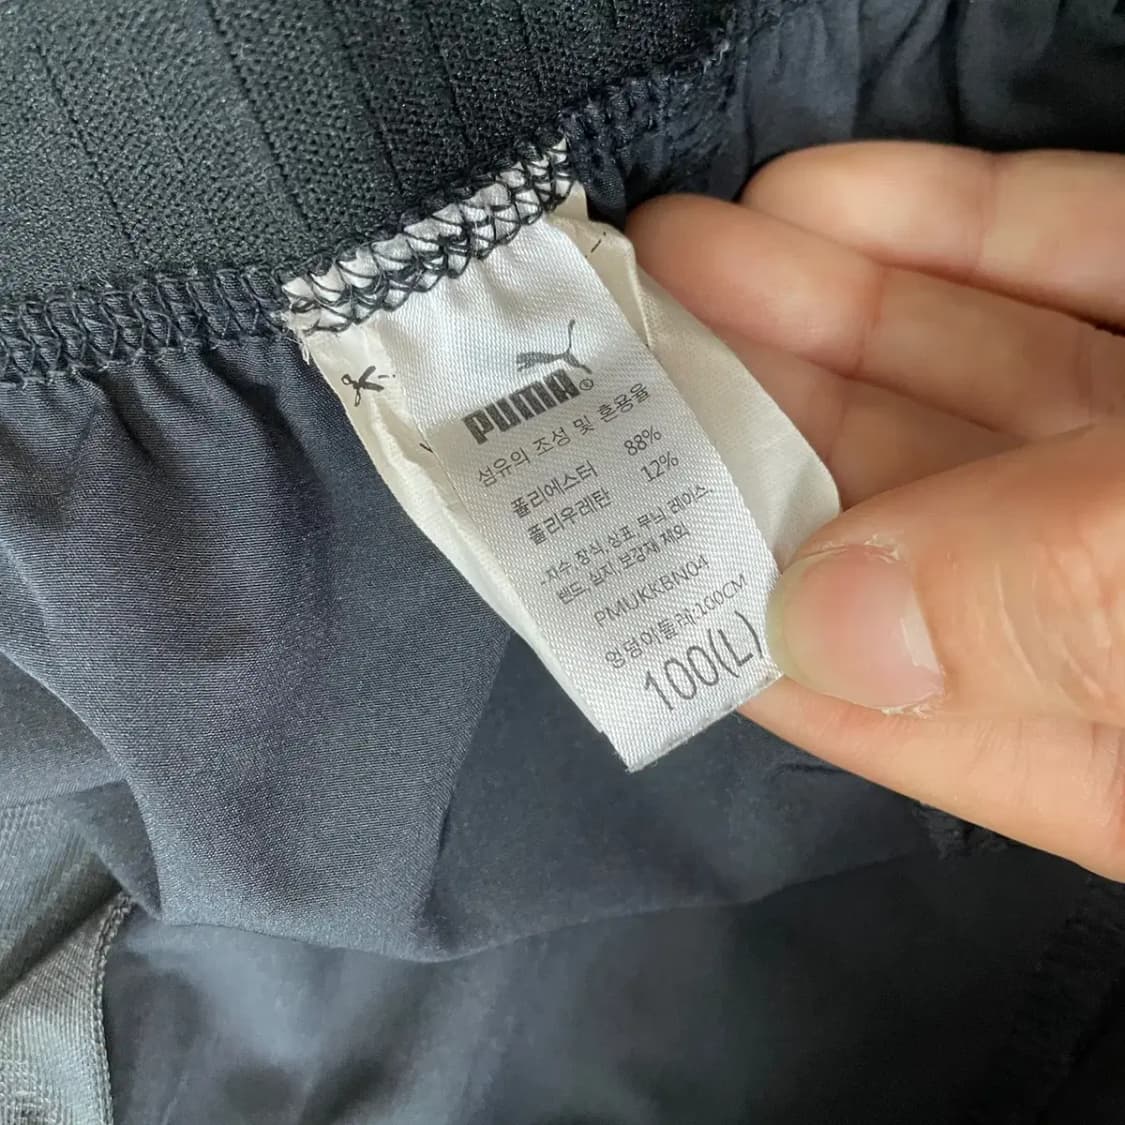 PUMA®
섬유의 조성 및 혼용율
폴리에스터 88%
폴리우레탄 12%
자수, 장식, 상표, 무늬, 레이스,
밴드, 심지, 보강재 제외
PMUKKBN04
엉덩이둘레:100CM
100(L)